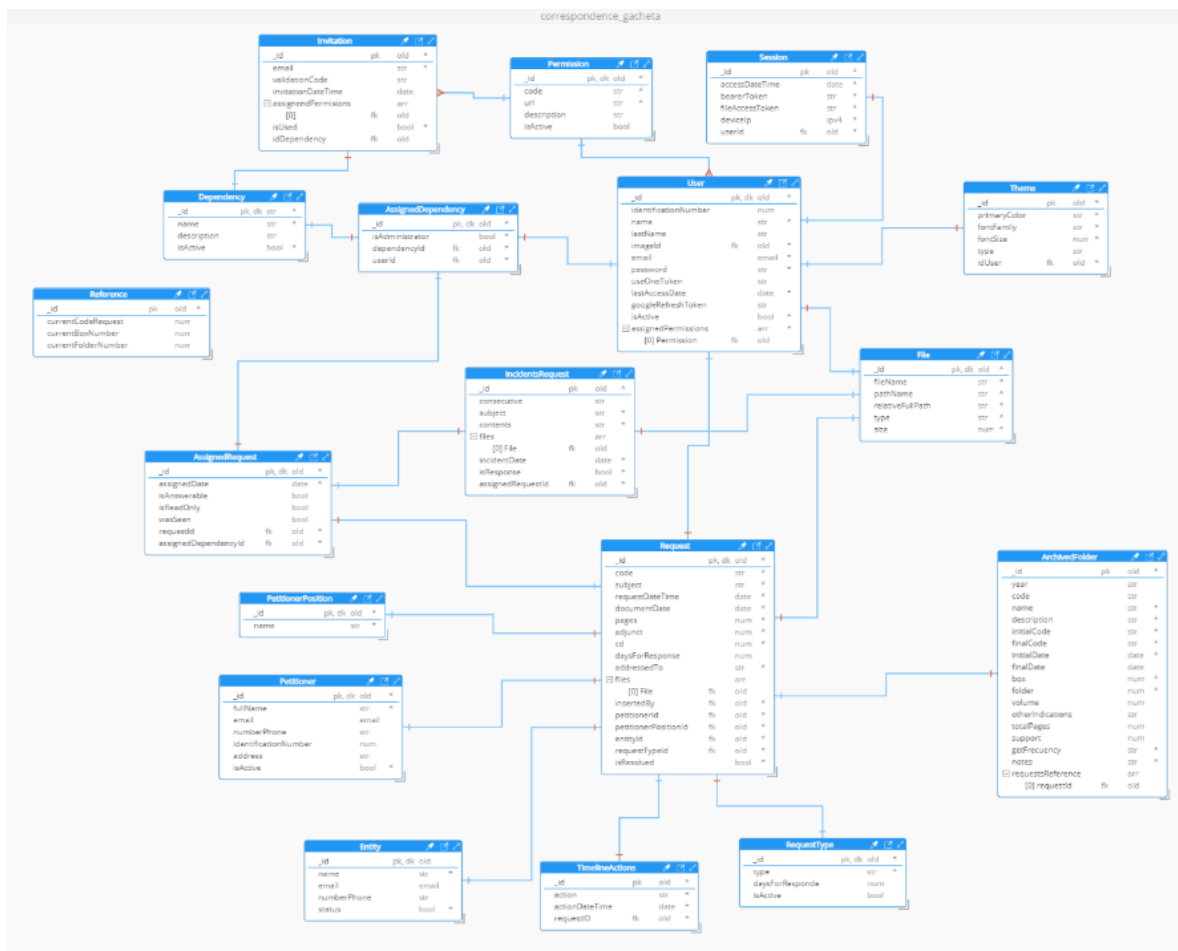 correspondence_gacheta
Invitation
_id pk oId *
email str *
validationCode str
invitationDateTime date *
assignendPermisions arr
[0] fk oId
isUsed bool *
idDependency fk oId
Permission
_id pk, dk oId *
code str *
url str *
description str
isActive bool
Session
_id pk oId *
accessDateTime date *
bearerToken str *
fileAccessToken str *
deviceIp ipv4 *
userId fk oId *
Dependency
_id pk, dk str *
name str *
description str
isActive bool *
AssignedDependency
_id pk, dk oId *
isAdministrator bool *
dependencyId fk oId *
userId fk oId *
User
_id pk, dk oId *
identificationNumber num
name str *
lastName str
imageId fk oId *
email email *
password str *
useOneToken str
lastAccessDate date *
googleRefreshToken str
isActive bool *
assignedPermissions arr *
[0] Permission fk oId
Theme
_id pk oId *
primaryColor str *
fontFamily str *
fontSize num *
type str
idUser fk oId *
Reference
_id pk oId *
currentCodeRequest num
currentBoxNumber num
currentFolderNumber num
IncidentsRequest
_id pk oId *
consecutive str
subject str *
contents str *
files arr
[0] File fk oId
incidentDate date *
isResponse bool *
assignedRequestId fk oId *
File
_id pk, dk oId *
fileName str *
pathName str *
relativeFullPath str *
type str *
size num *
AssignedRequest
_id pk, dk oId *
assignedDate date *
isAnswerable bool
isReadOnly bool
wasSeen bool
requestId fk oId *
assignedDependencyId fk oId *
Request
_id pk, dk oId *
code str *
subject str *
requestDateTime date *
documentDate date *
pages num *
adjunct num *
cd num *
daysForResponse num
addressedTo str *
files arr
[0] File fk oId
insertedBy fk oId *
petitionerId fk oId *
petitionerPositionId fk oId *
entityId fk oId *
requestTypeId fk oId *
isResolved bool *
ArchivedFolder
_id pk oId *
year str
code str
name str *
description str *
initialCode str *
finalCode str *
initialDate date *
finalDate date
box num *
folder num *
volume num
otherIndications str
totalPages num
support num
getFrecuency str *
notes str *
requestsReference arr
[0] requestId fk oId
PetitionerPosition
_id pk, dk oId *
name str *
Petitioner
_id pk, dk oId *
fullName str *
email email
numberPhone str
identificationNumber num
address str
isActive bool *
Entity
_id pk, dk oId
name str *
email email
numberPhone str
status bool *
TimelineActions
_id pk oId *
action str *
actionDateTime date *
requestID fk oId *
RequestType
_id pk, dk oId *
type str *
daysForResponde num
isActive bool